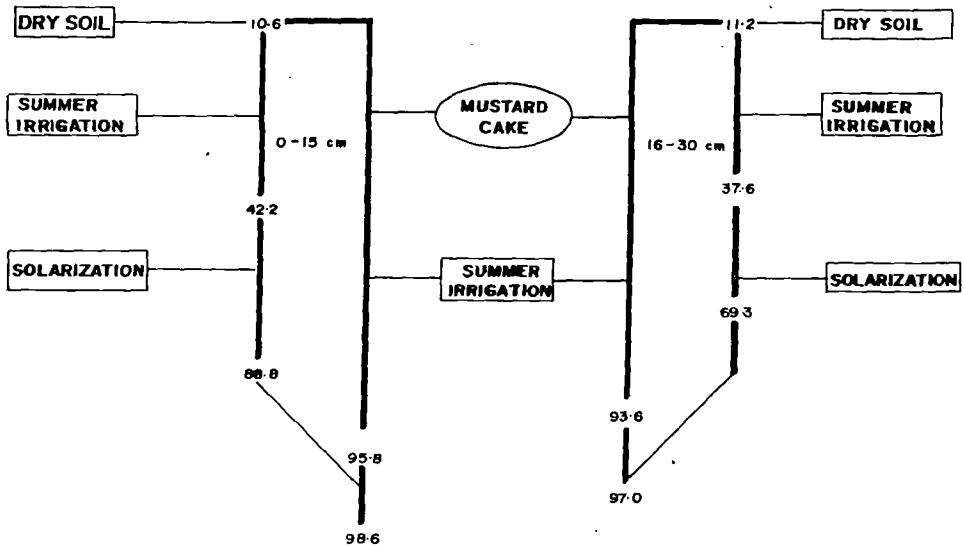 DRY SOIL
10·6
11·2
DRY SOIL
SUMMER
IRRIGATION
MUSTARD
CAKE
SUMMER
IRRIGATION
0-15 cm
16-30 cm
37·6
42·2
SOLARIZATION
SUMMER
IRRIGATION
SOLARIZATION
69·3
88·8
93·6
95·8
97·0
98·6